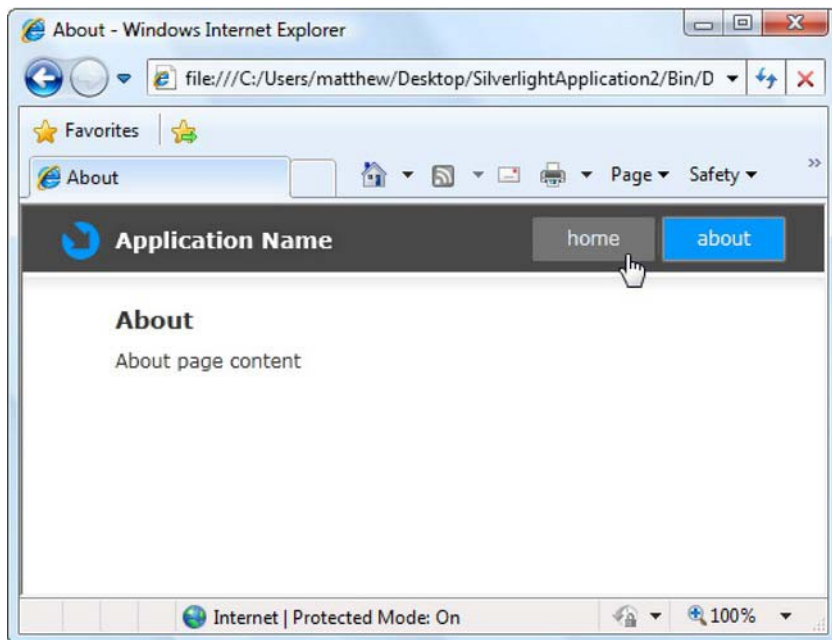 About - Windows Internet Explorer
file:///C:/Users/matthew/Desktop/SilverlightApplication2/Bin/D
Favorites
About Page Safety »
Application Name home about
About
About page content
Internet | Protected Mode: On 100%